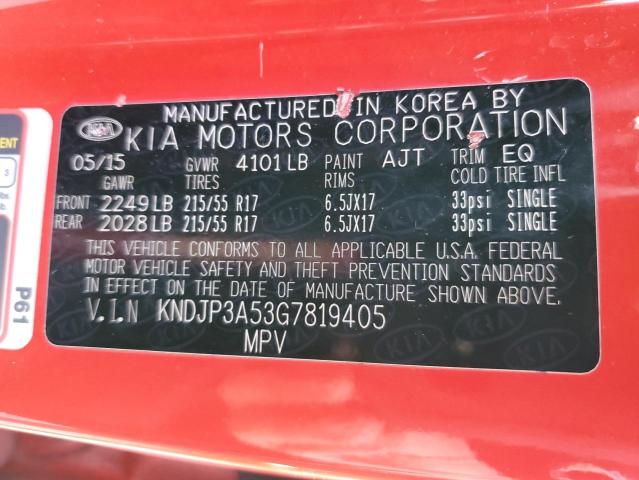 MANUFACTURED IN KOREA BY
KIA KIA MOTORS CORPORATION
05/15 GVWR 4101LB PAINT AJT TRIM EQ
GAWR TIRES RIMS COLD TIRE INFL
FRONT 2249LB 215/55 R17 6.5JX17 33psi SINGLE
REAR 2028LB 215/55 R17 6.5JX17 33psi SINGLE
THIS VEHICLE CONFORMS TO ALL APPLICABLE U.S.A. FEDERAL
MOTOR VEHICLE SAFETY AND THEFT PREVENTION STANDARDS
IN EFFECT ON THE DATE OF MANUFACTURE SHOWN ABOVE.
V.I.N KNDJP3A53G7819405
MPV
P61